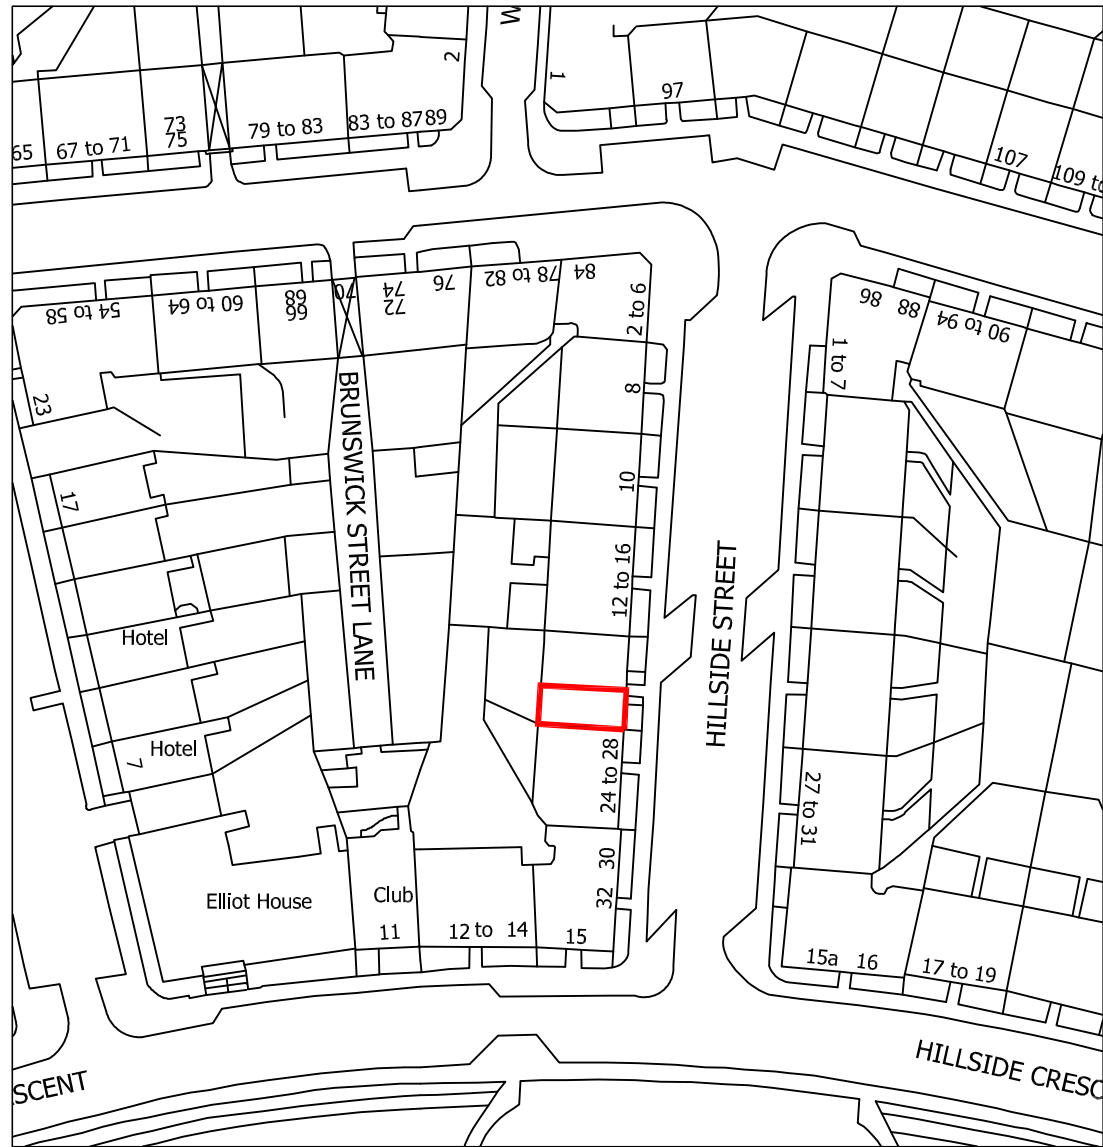 W
2
1
97
73
75
79 to 83
83 to 87
89
65
67 to 71
107
109 to
84
78 to 82
76
74
72
70
68
66
60 to 64
54 to 58
2 to 6
86
88
90 to 94
1 to 7
8
23
BRUNSWICK STREET LANE
10
17
12 to 16
HILLSIDE STREET
Hotel
Hotel
7
24 to 28
27 to 31
30
32
Elliot House
Club
11
12 to 14
15
15a
16
17 to 19
SCENT
HILLSIDE CRESC